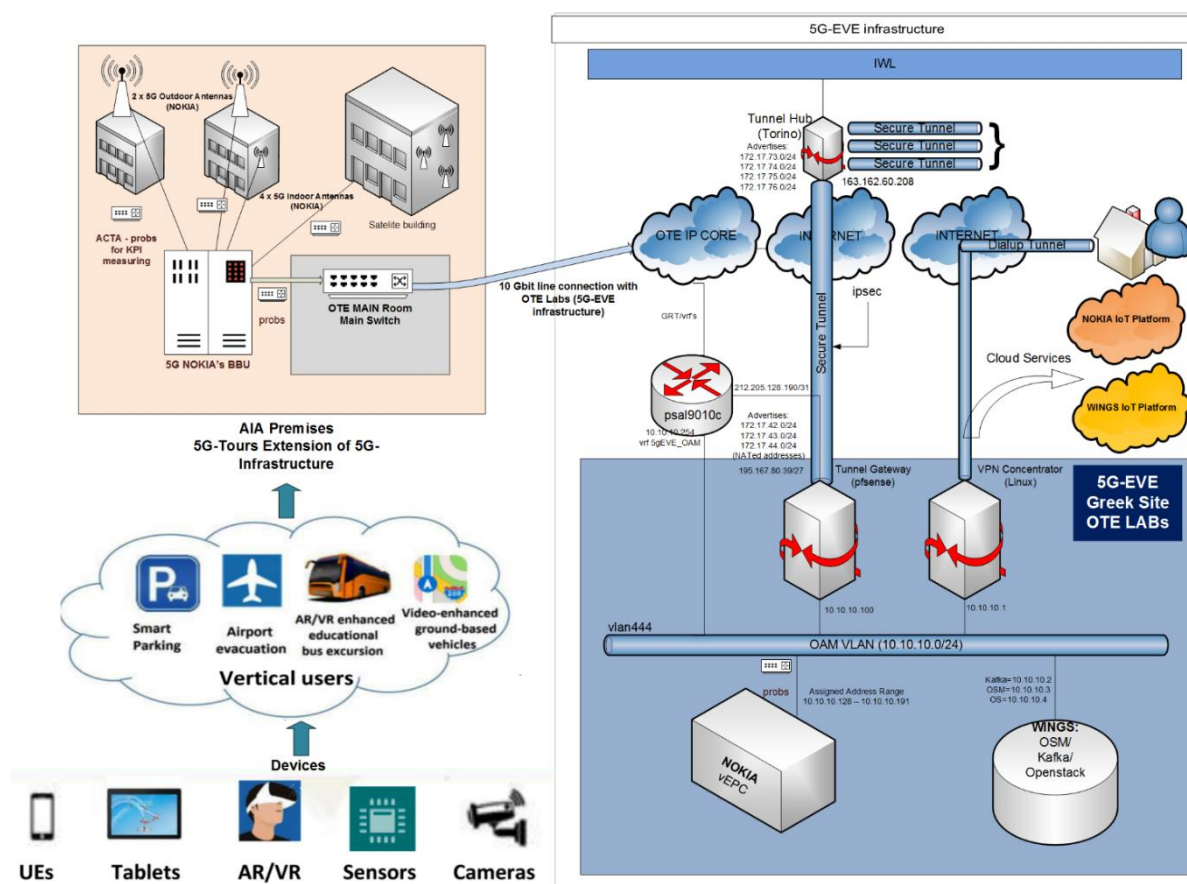 5G-EVE infrastructure
IWL
2 x 5G Outdoor Antennas
(NOKIA)
4 x 5G Indoor Antennas
(NOKIA)
Satelite building
ACTA - probs
for KPI
measuring
probs
OTE MAIN Room
Main Switch
5G NOKIA's BBU
10 Gbit line connection with
OTE Labs (5G-EVE
infrastructure)
AIA Premises
5G-Tours Extension of 5G-
Infrastructure
P
Smart
Parking
Airport
evacuation
AR/VR enhanced
educational
bus excursion
Video-enhanced
ground-based
vehicles
Vertical users
Devices
UEs
Tablets
AR/VR
Sensors
Cameras
Tunnel Hub
(Torino)
Advertises:
172.17.73.0/24
172.17.74.0/24
172.17.75.0/24
172.17.76.0/24
Secure Tunnel
Secure Tunnel
Secure Tunnel
163.162.60.208
OTE IP CORE
INTERNET
INTERNET
Dialup Tunnel
ipsec
Secure Tunnel
GRT/vrf's
NOKIA IoT Platform
Cloud Services
WINGS IoT Platform
212.205.128.190/31
psal9010c
10.10.10.254
vrf 5gEVE_OAM
Advertises:
172.17.42.0/24
172.17.43.0/24
172.17.44.0/24
(NATed addresses)
195.167.80.39/27
Tunnel Gateway
(pfsense)
VPN Concentrator
(Linux)
5G-EVE
Greek Site
OTE LABs
10.10.10.100
10.10.10.1
vlan444
OAM VLAN (10.10.10.0/24)
probs
Assigned Address Range
10.10.10.128 – 10.10.10.191
Kafka=10.10.10.2
OSM=10.10.10.3
OS=10.10.10.4
NOKIA
vEPC
WINGS:
OSM/
Kafka/
Openstack